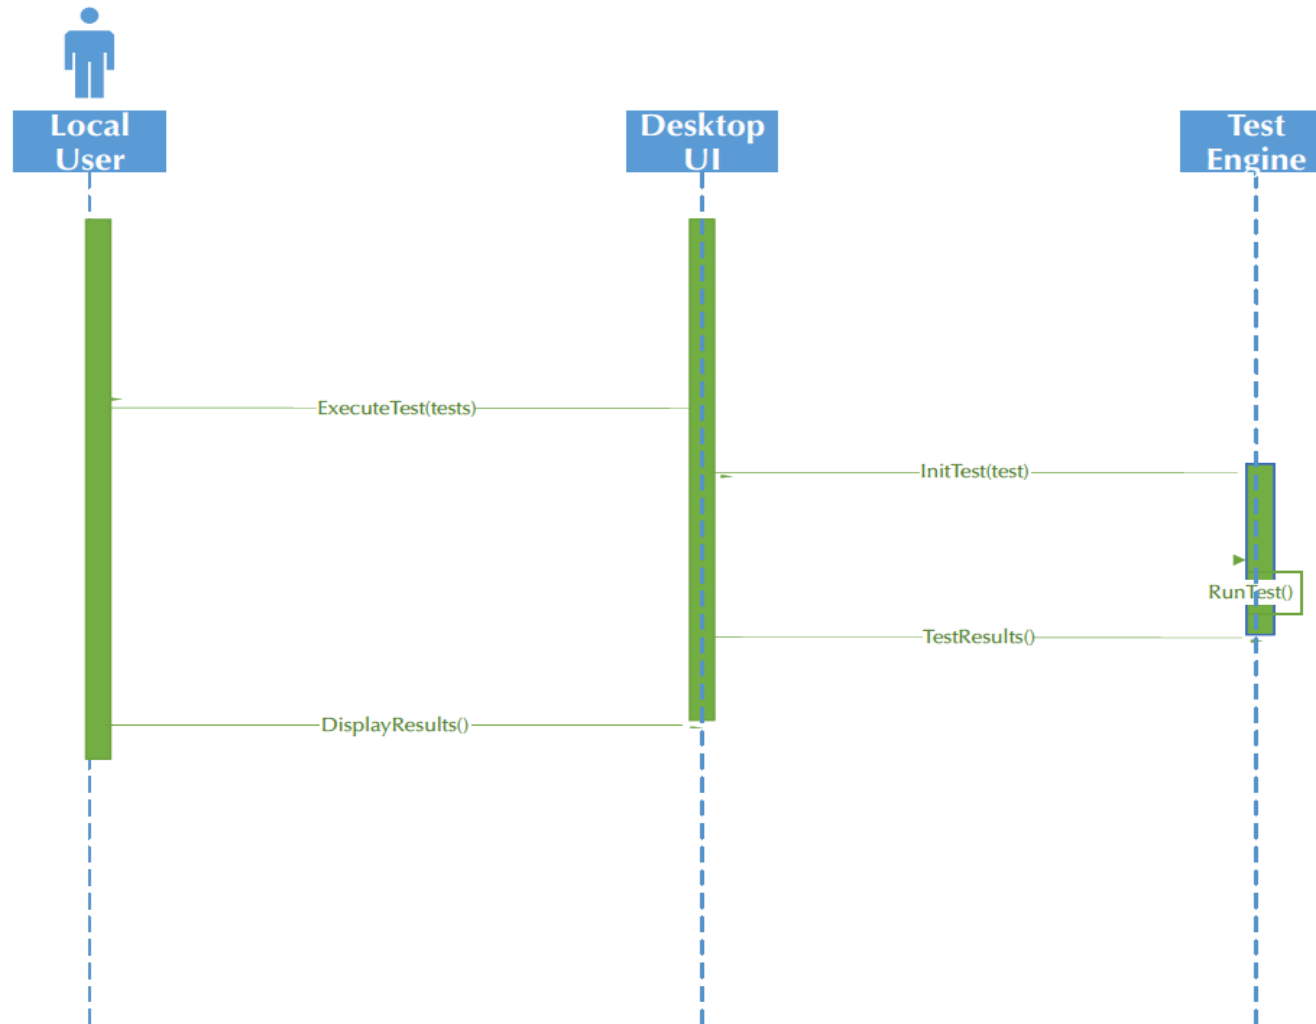 Local
User
Desktop
UI
Test
Engine
ExecuteTest(tests)
InitTest(test)
RunTest()
TestResults()
DisplayResults()